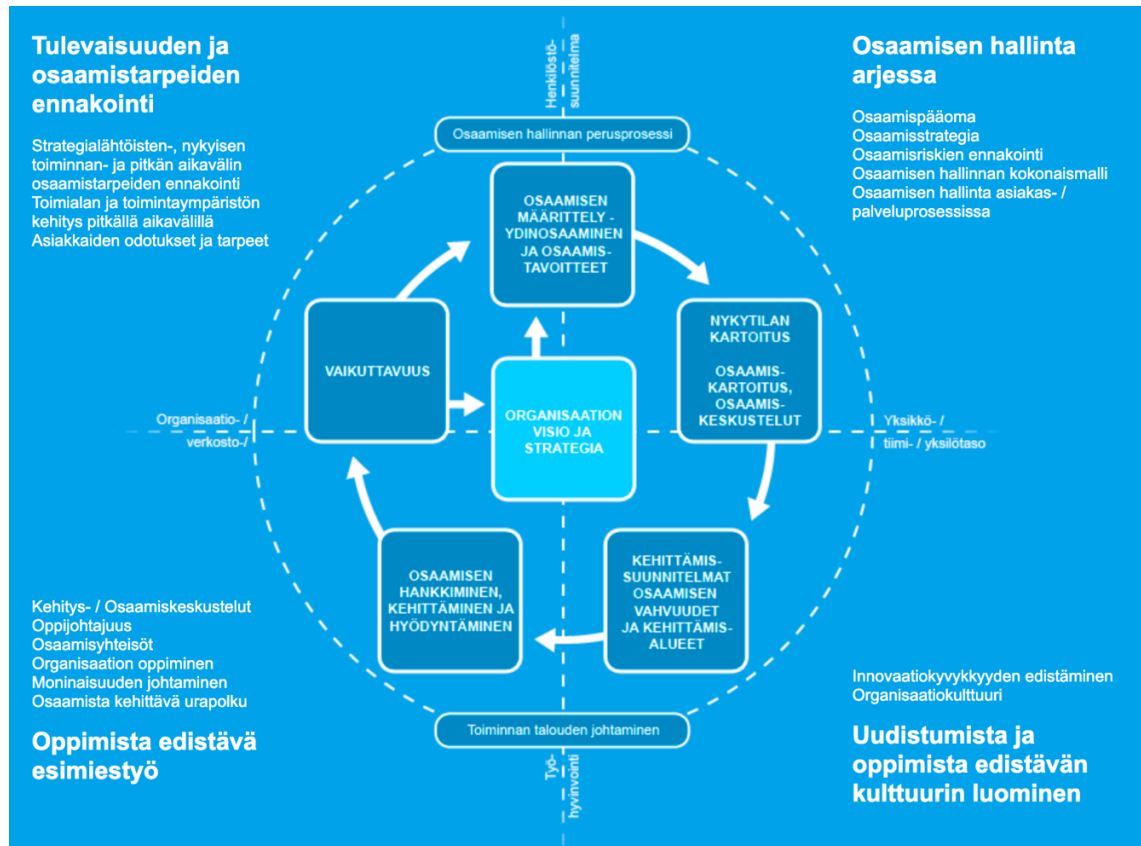 Tulevaisuuden ja
osaamistarpeiden
ennakointi
Strategialähtöisten-, nykyisen
toiminnan- ja pitkän aikavälin
osaamistarpeiden ennakointi
Toimialan ja toimintaympäristön
kehitys pitkällä aikavälillä
Asiakkaiden odotukset ja tarpeet
Henkilöstö-
suunnitelma
Osaamisen hallinta
arjessa
Osaamispääoma
Osaamisstrategia
Osaamisriskien ennakointi
Osaamisen hallinnan kokonaismalli
Osaamisen hallinta asiakas- /
palveluprosessissa
Osaamisen hallinnan perusprosessi
OSAAMISEN
MÄÄRITTELY -
YDINOSAAMINEN
JA OSAAMIS-
TAVOITTEET
NYKYTILAN
KARTOITUS
OSAAMIS-
KARTOITUS,
OSAAMIS-
KESKUSTELUT
VAIKUTTAVUUS
ORGANISAATION
VISIO JA
STRATEGIA
Organisaatio- /
verkosto-/
Yksikkö- /
tiimi- / yksilötaso
OSAAMISEN
HANKKIMINEN,
KEHITTÄMINEN JA
HYÖDYNTÄMINEN
KEHITTÄMIS-
SUUNNITELMAT
OSAAMISEN
VAHVUUDET
JA KEHITTÄMIS-
ALUEET
Kehitys- / Osaamiskeskustelut
Oppijohtajuus
Osaamisyhteisöt
Organisaation oppiminen
Moninaisuuden johtaminen
Osaamista kehittävä urapolku
Oppimista edistävä
esimiestyö
Toiminnan talouden johtaminen
Työ-
hyvinvointi
Innovaatiokyvykkyyden edistäminen
Organisaatiokulttuuri
Uudistumista ja
oppimista edistävän
kulttuurin luominen